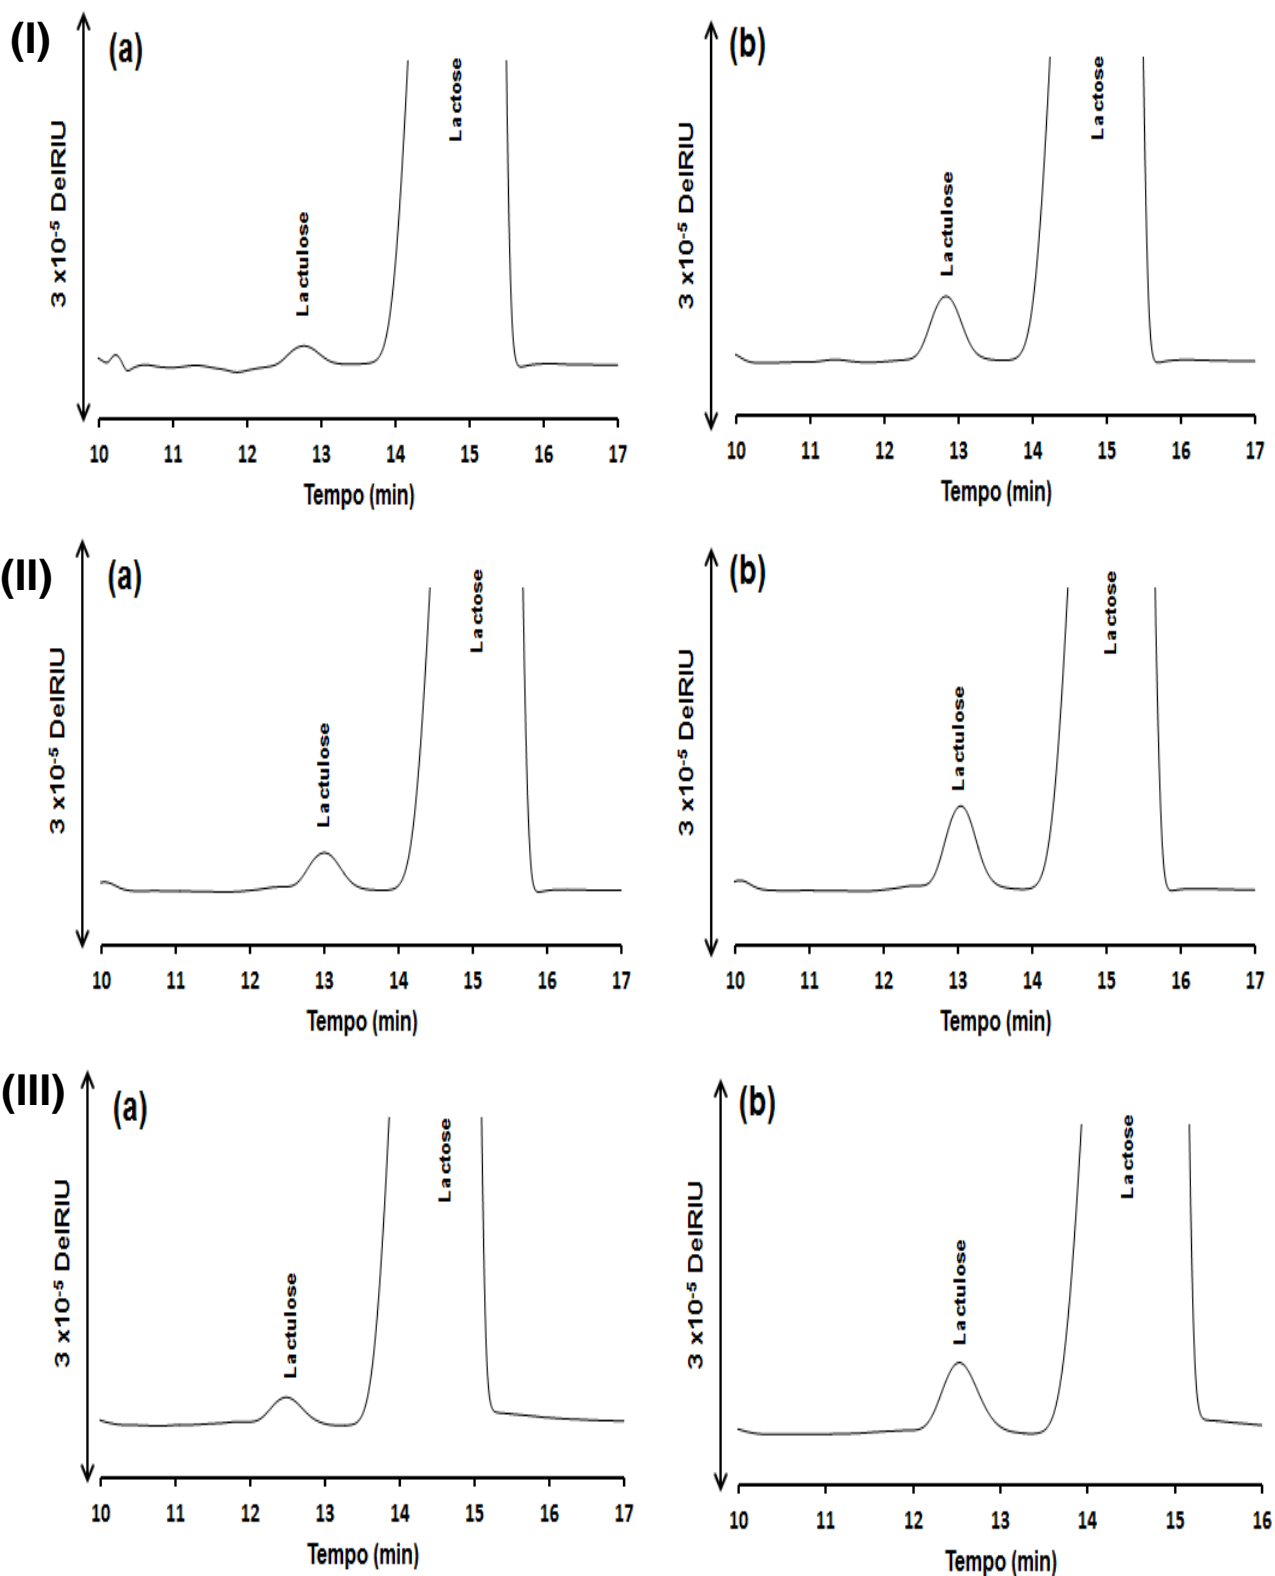 (I)
(a)
3 x10⁻⁵ DelRIU
Lactulose
Lactose
10 11 12 13 14 15 16 17
Tempo (min)
(b)
3 x10⁻⁵ DelRIU
Lactulose
Lactose
10 11 12 13 14 15 16 17
Tempo (min)
(II)
(a)
3 x10⁻⁵ DelRIU
Lactulose
Lactose
10 11 12 13 14 15 16 17
Tempo (min)
(b)
3 x10⁻⁵ DelRIU
Lactulose
Lactose
10 11 12 13 14 15 16 17
Tempo (min)
(III)
(a)
3 x10⁻⁵ DelRIU
Lactulose
Lactose
10 11 12 13 14 15 16 17
Tempo (min)
(b)
3 x10⁻⁵ DelRIU
Lactulose
Lactose
10 11 12 13 14 15 16
Tempo (min)